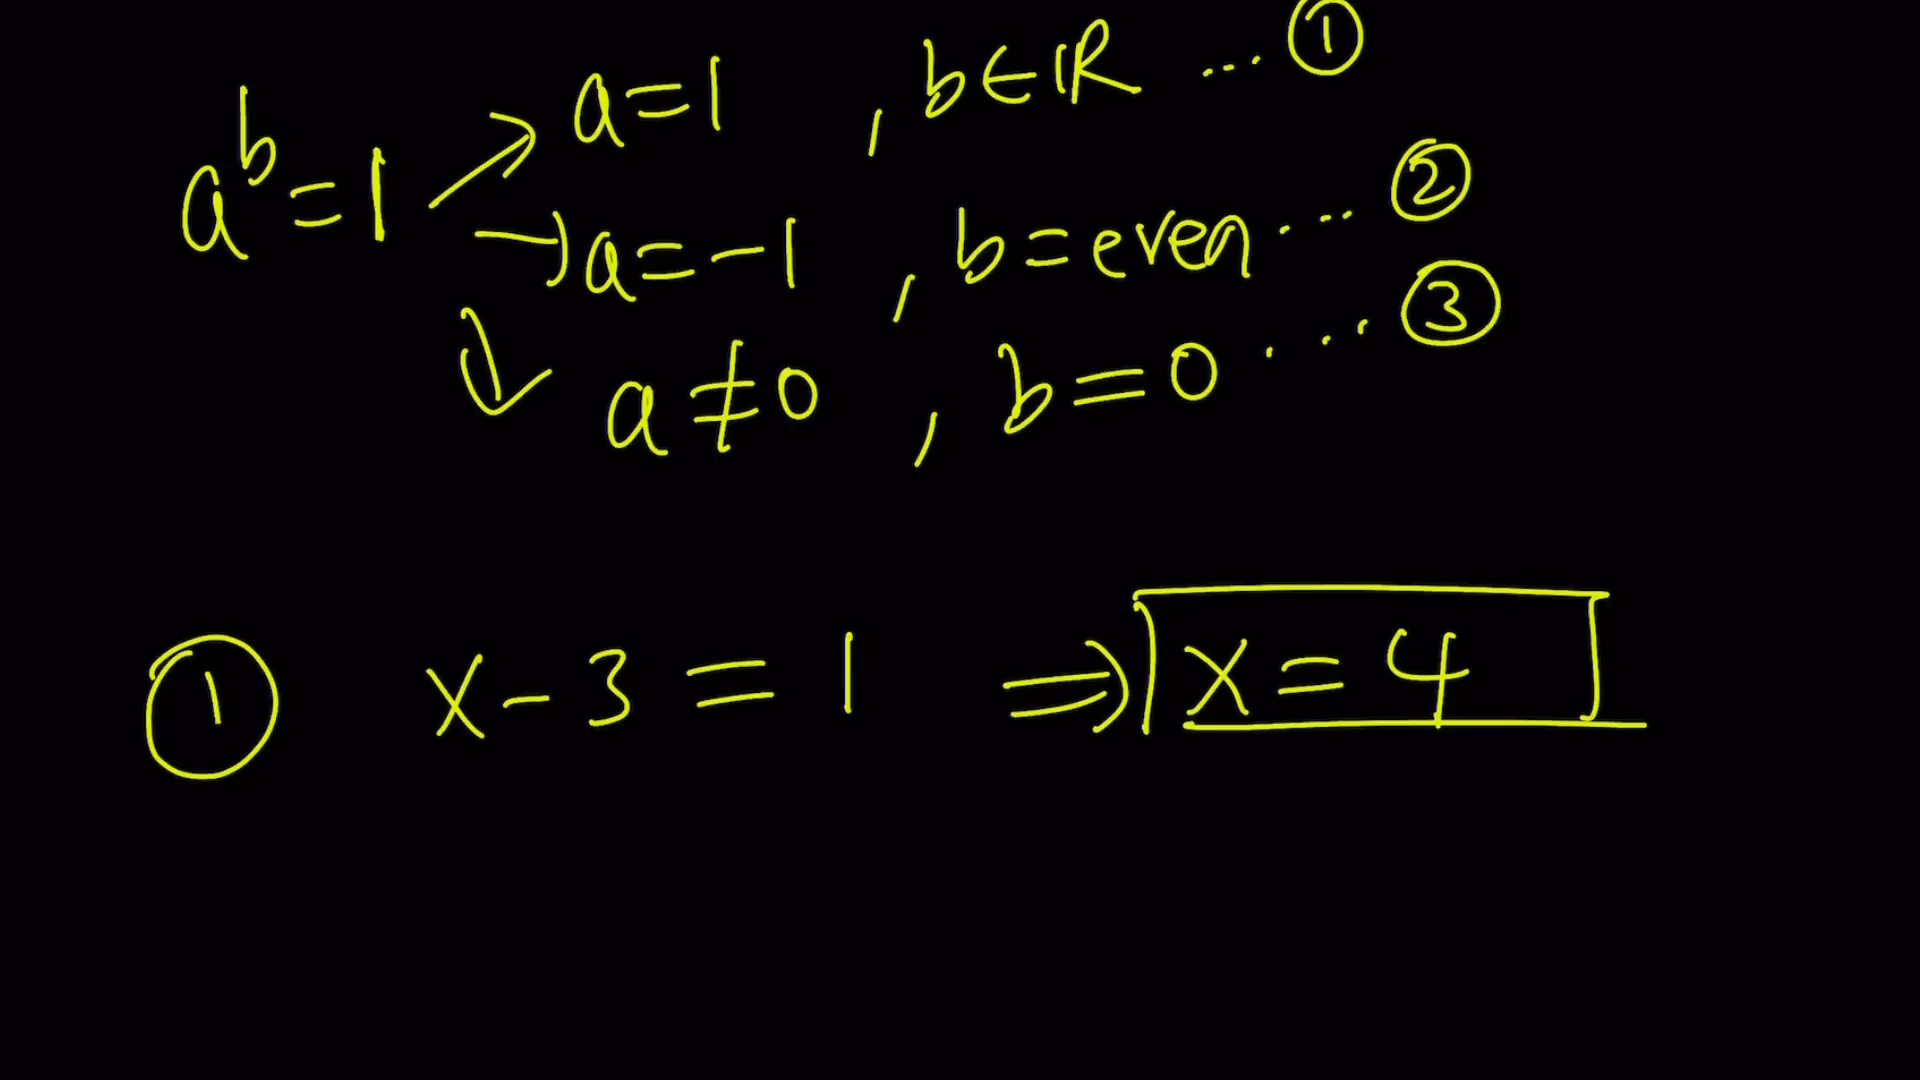 a^b = 1 → a = 1 , b ∈ ℝ ... ①
→ a = -1 , b = even ... ②
↓ a ≠ 0 , b = 0 ... ③
① x - 3 = 1 ⇒ x = 4